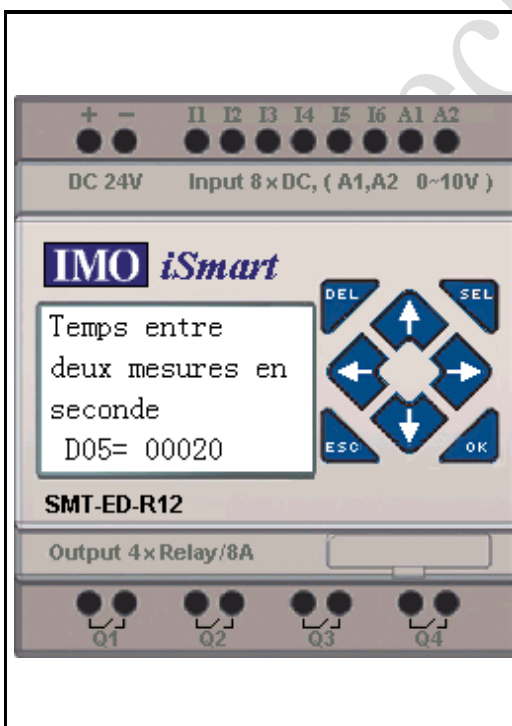 + - I1 I2 I3 I4 I5 I6 A1 A2
DC 24V Input 8×DC, ( A1,A2 0~10V )
IMO iSmart
DEL SEL
Temps entre
deux mesures en
seconde
D05= 00020
ESC OK
SMT-ED-R12
Output 4×Relay/8A
Q1 Q2 Q3 Q4